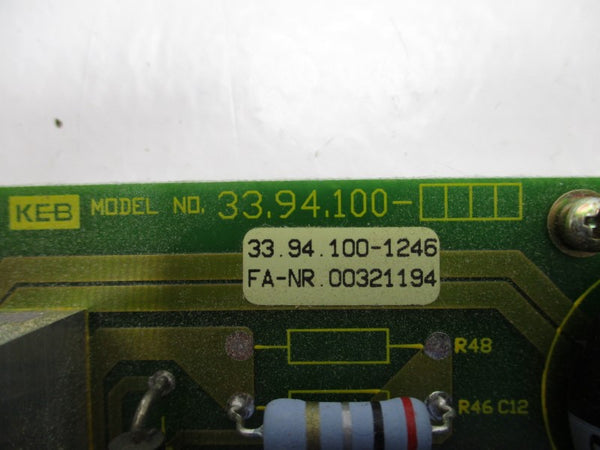 KEB MODEL NO. 33.94.100-
33.94.100-1246
FA-NR.00321194
R48
R46 C12